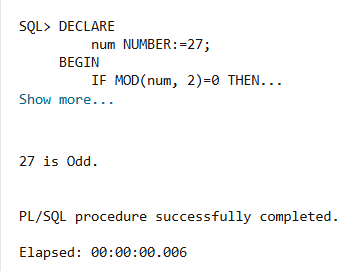 SQL> DECLARE
num NUMBER:=27;
BEGIN
IF MOD(num, 2)=0 THEN...
Show more...
27 is Odd.
PL/SQL procedure successfully completed.
Elapsed: 00:00:00.006